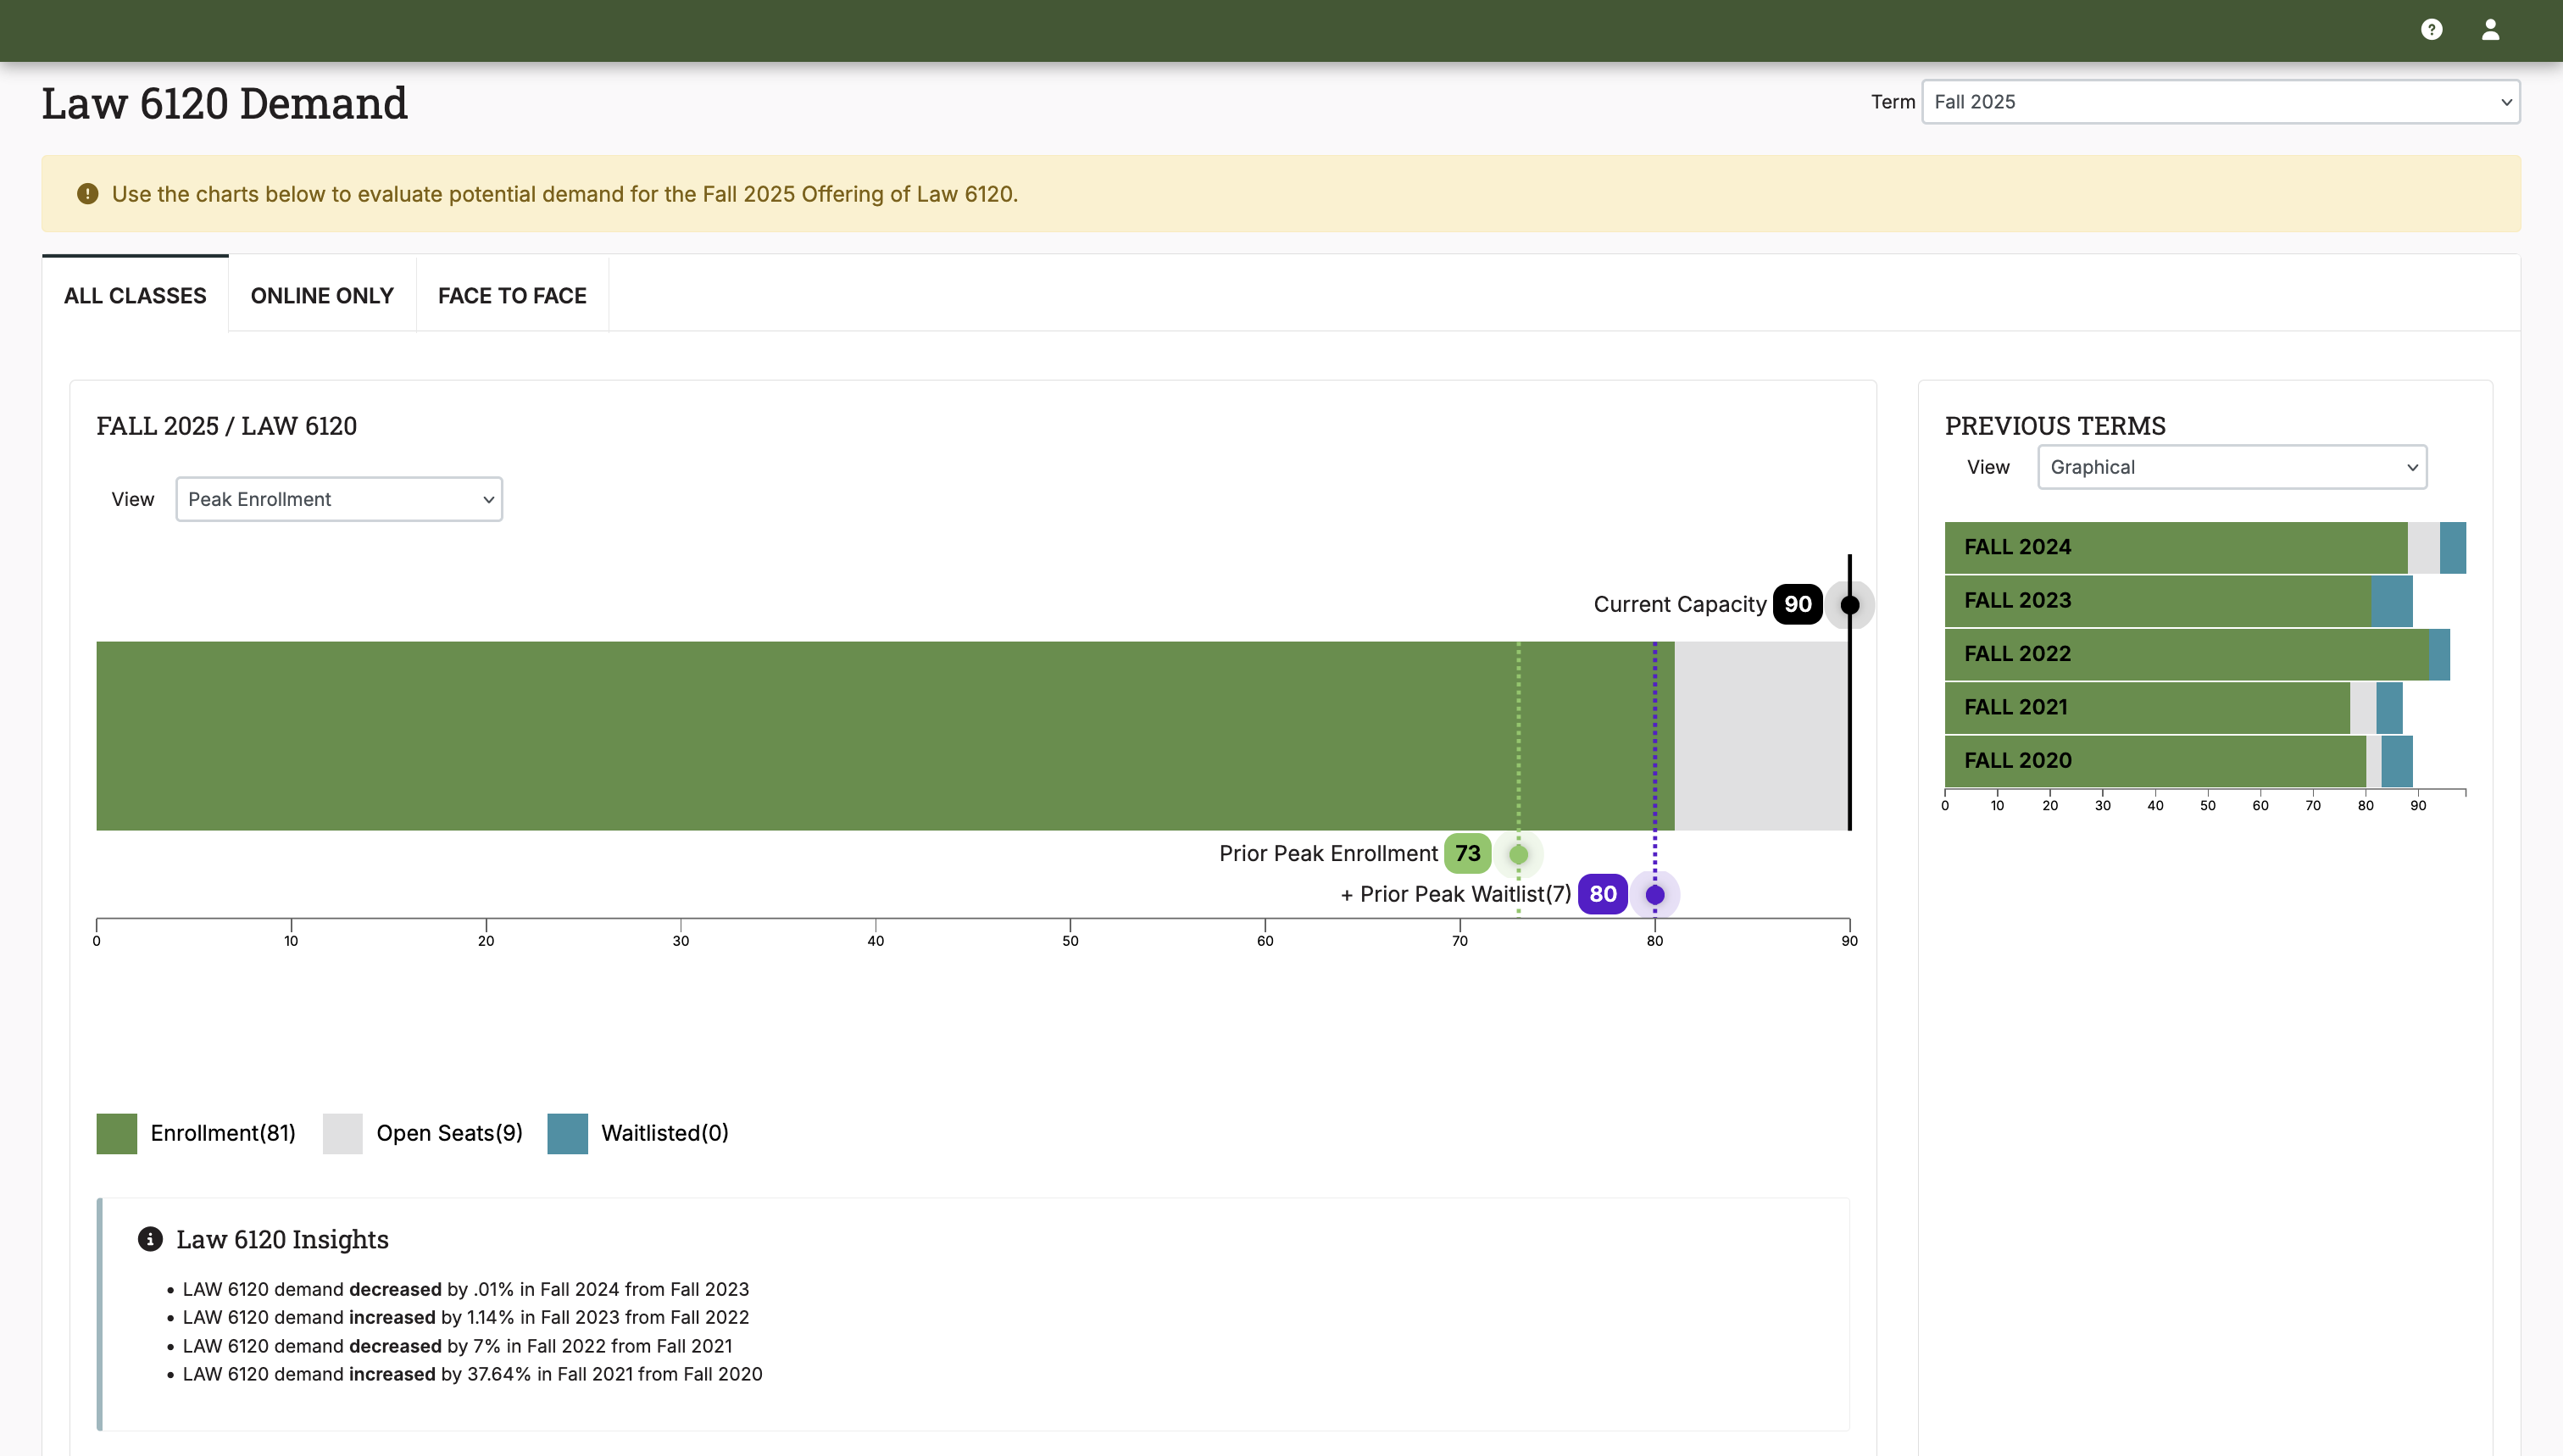 Law 6120 Demand
Term Fall 2025
Use the charts below to evaluate potential demand for the Fall 2025 Offering of Law 6120.
ALL CLASSES ONLINE ONLY FACE TO FACE
FALL 2025 / LAW 6120
View Peak Enrollment
Current Capacity 90
Prior Peak Enrollment 73
+ Prior Peak Waitlist(7) 80
0 10 20 30 40 50 60 70 80 90
Enrollment(81) Open Seats(9) Waitlisted(0)
Law 6120 Insights
• LAW 6120 demand decreased by .01% in Fall 2024 from Fall 2023
• LAW 6120 demand increased by 1.14% in Fall 2023 from Fall 2022
• LAW 6120 demand decreased by 7% in Fall 2022 from Fall 2021
• LAW 6120 demand increased by 37.64% in Fall 2021 from Fall 2020
PREVIOUS TERMS
View Graphical
FALL 2024
FALL 2023
FALL 2022
FALL 2021
FALL 2020
0 10 20 30 40 50 60 70 80 90